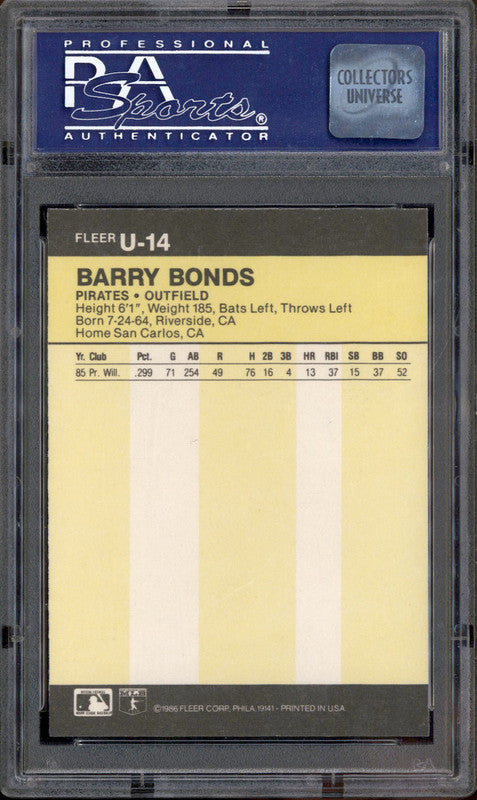 PROFESSIONAL
PSA
Sports®
AUTHENTICATOR
COLLECTORS
UNIVERSE
FLEER U-14
BARRY BONDS
PIRATES • OUTFIELD
Height 6'1", Weight 185, Bats Left, Throws Left
Born 7-24-64, Riverside, CA
Home San Carlos, CA
Yr. Club Pct. G AB R H 2B 3B HR RBI SB BB SO
85 Pr. Will. .299 71 254 49 76 16 4 13 37 15 37 52
©1986 FLEER CORP., PHILA. 19141 - PRINTED IN U.S.A.